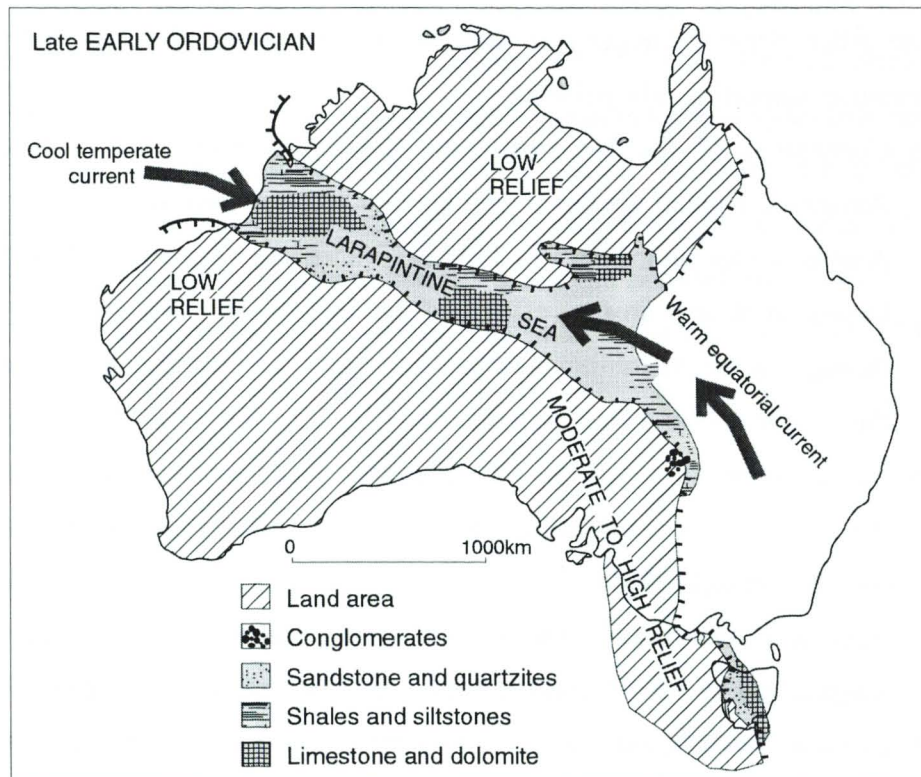 Late EARLY ORDOVICIAN
Cool temperate
current
LOW
RELIEF
LOW
RELIEF
LARAPINTINE
SEA
Warm equatorial current
MODERATE TO HIGH RELIEF
0 1000km
Land area
Conglomerates
Sandstone and quartzites
Shales and siltstones
Limestone and dolomite